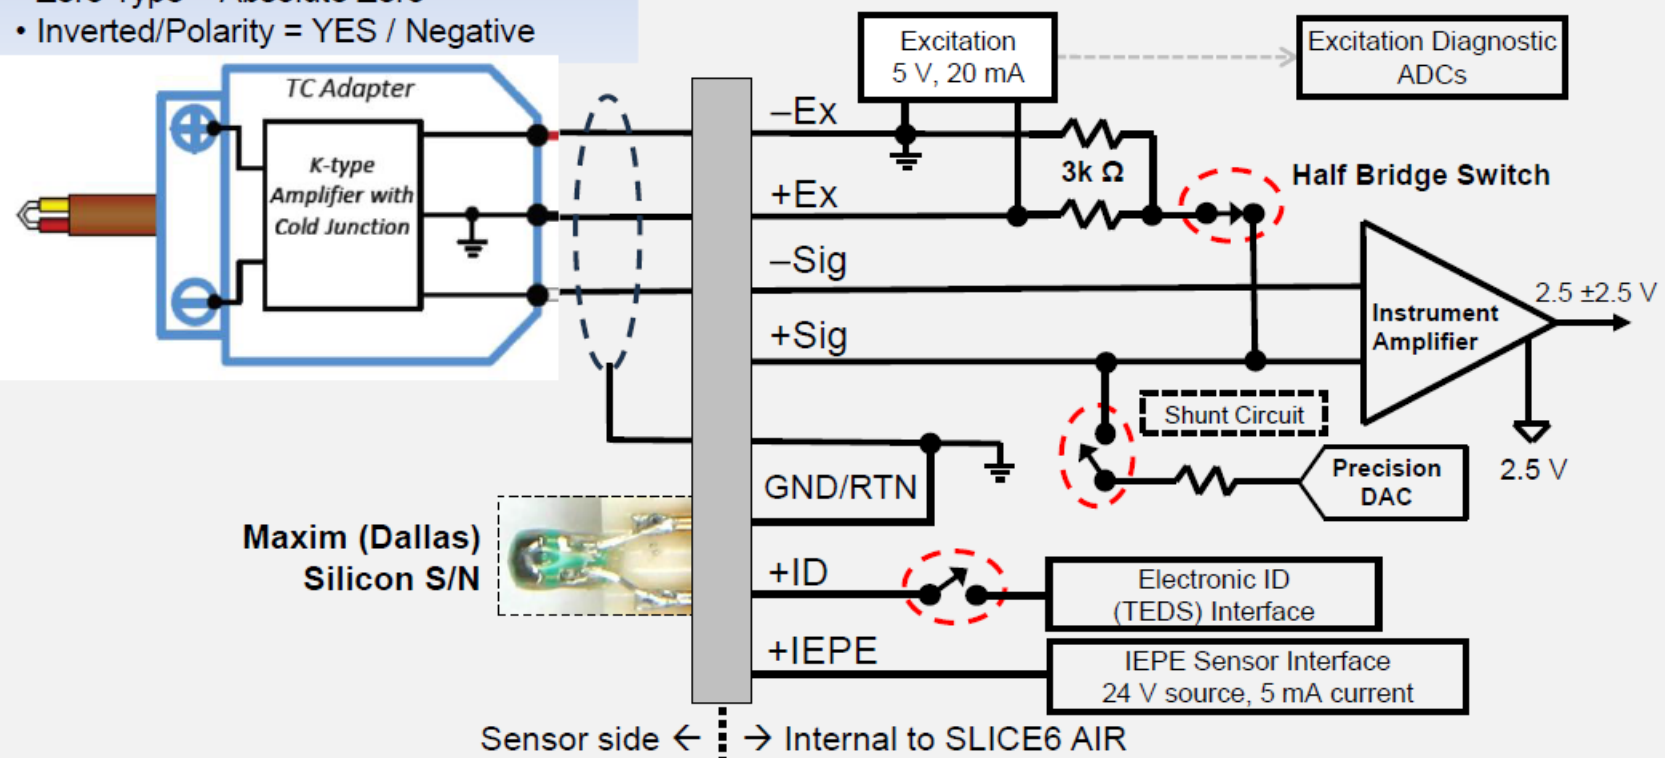 • Inverted/Polarity = YES / Negative
TC Adapter
K-type
Amplifier with
Cold Junction
Excitation
5 V, 20 mA
Excitation Diagnostic
ADCs
–Ex
3k Ω
+Ex
Half Bridge Switch
–Sig
+Sig
Instrument
Amplifier
2.5 ±2.5 V
2.5 V
Shunt Circuit
Precision
DAC
GND/RTN
Maxim (Dallas)
Silicon S/N
+ID
Electronic ID
(TEDS) Interface
+IEPE
IEPE Sensor Interface
24 V source, 5 mA current
Sensor side ← → Internal to SLICE6 AIR